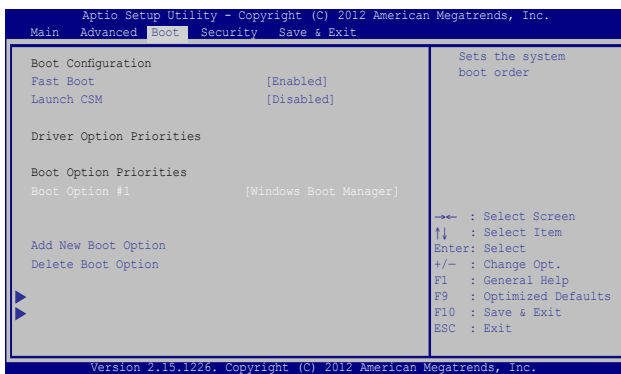 Aptio Setup Utility - Copyright (C) 2012 American Megatrends, Inc.
Main Advanced Boot Security Save & Exit
Boot Configuration
Fast Boot [Enabled]
Launch CSM [Disabled]
Driver Option Priorities
Boot Option Priorities
Boot Option #1 [Windows Boot Manager]
Add New Boot Option
Delete Boot Option
Sets the system
boot order
→← : Select Screen
↑↓ : Select Item
Enter: Select
+/— : Change Opt.
F1 : General Help
F9 : Optimized Defaults
F10 : Save & Exit
ESC : Exit
Version 2.15.1226. Copyright (C) 2012 American Megatrends, Inc.